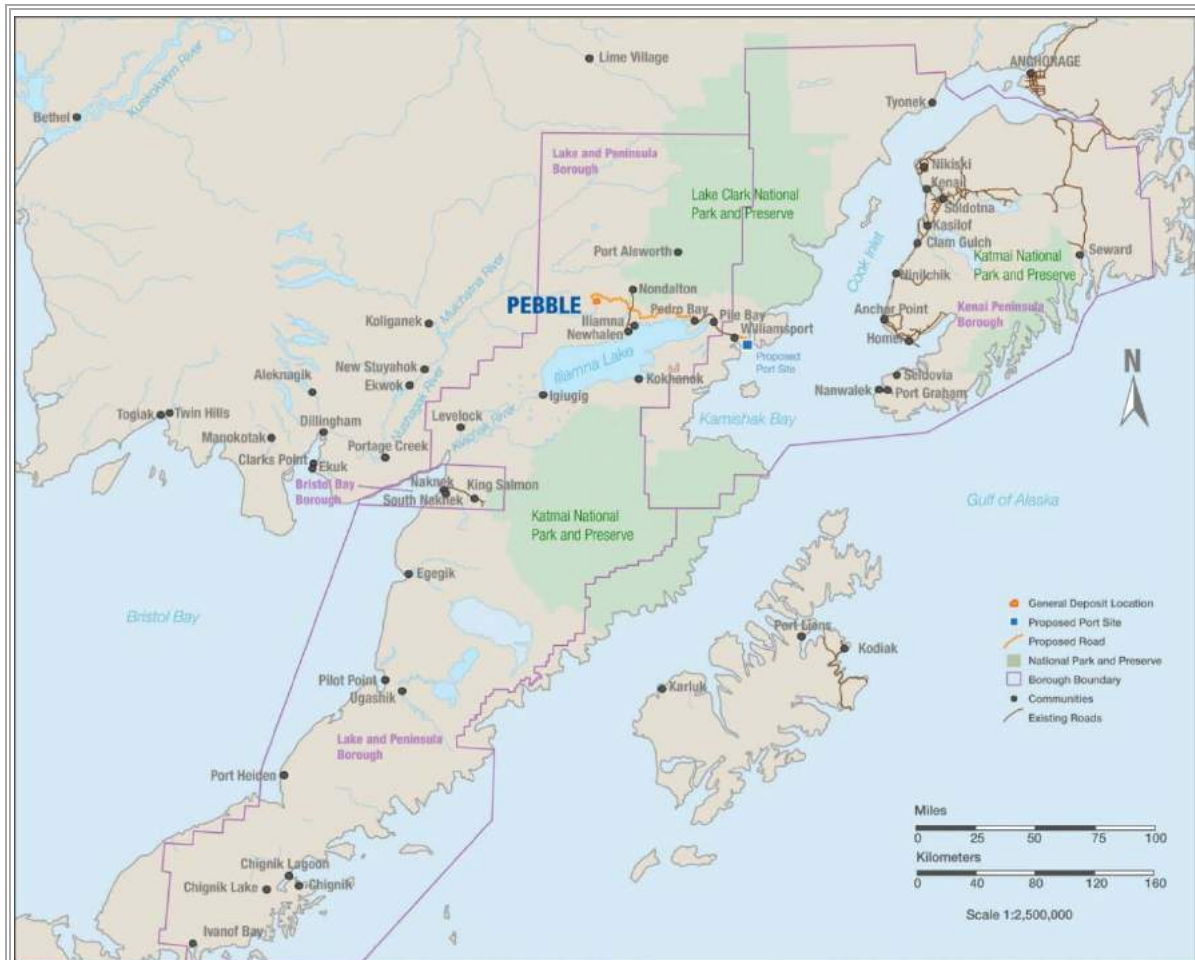 Lime Village
ANCHORAGE
Kuskokwim River
Tyonek
Bethel
Lake and Peninsula
Borough
Nikiski
Kenail
Lake Clark National
Park and Preserve
Soldotna
Kasilof
Clam Gulch
Port Alsworth
Cook Inlet
Katmai National
Park and Preserve
Seward
Ninilchik
Mulchatna River
Nondalton
PEBBLE
Pedro Bay
Pile Bay
Anchor Point
Kenai Peninsula
Borough
Koliganek
Iliamna
Newhalen
Williamsport
Homer
Iliamna Lake
Proposed
Port Site
N
New Stuyahok
Aleknagik
Ekwok
Kokhanok
Seldovia
Nanwalek
Port Graham
Igiugig
Nushagak River
Togiak
Twin Hills
Dillingham
Levelock
Kvichak River
Kamishak Bay
Manokotak
Portage Creek
Clarks Point
Ekuk
Bristol Bay
Borough
Naknek
King Salmon
South Naknek
Gulf of Alaska
Katmai National
Park and Preserve
Egegik
Bristol Bay
General Deposit Location
Proposed Port Site
Proposed Road
National Park and Preserve
Borough Boundary
Communities
Existing Roads
Port Lions
Kodiak
Pilot Point
Karluk
Ugashik
Lake and Peninsula
Borough
Port Heiden
Miles
0 25 50 75 100
Kilometers
0 40 80 120 160
Scale 1:2,500,000
Chignik Lagoon
Chignik Lake
Chignik
Ivanof Bay